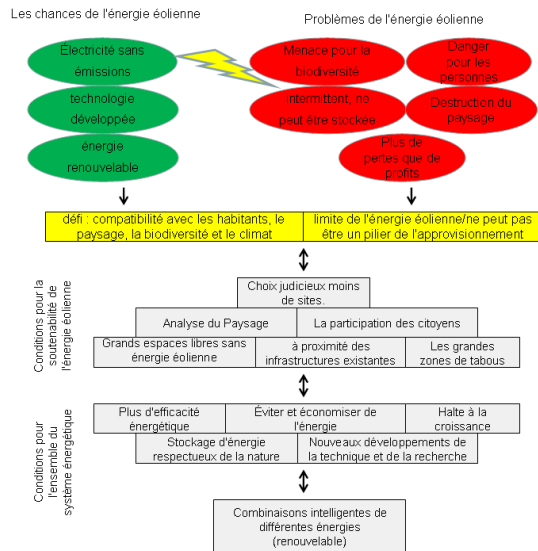 Les chances de l'énergie éolienne
Problèmes de l'énergie éolienne
Électricité sans
émissions
technologie
développée
énergie
renouvelable
Menace pour la
biodiversité
Danger
pour les
personnes
intermittent, ne
peut être stockée
Destruction du
paysage
Plus de
pertes que de
profits
défi : compatibilité avec les habitants, le
paysage, la biodiversité et le climat
limite de l'énergie éolienne/ne peut pas
être un pilier de l'approvisionnement
Conditions pour la
soutenabilité de
l'énergie éolienne
Choix judicieux moins
de sites.
Analyse du Paysage
La participation des citoyens
Grands espaces libres sans
énergie éolienne
à proximité des
infrastructures existantes
Les grandes
zones de tabous
Conditions pour
l'ensemble du
système énergétique
Plus d'efficacité
énergétique
Éviter et économiser de
l'énergie
Halte à la
croissance
Stockage d'énergie
respectueux de la nature
Nouveaux développements de
la technique et de la recherche
Combinaisons intelligentes de
différentes énergies
(renouvelable)